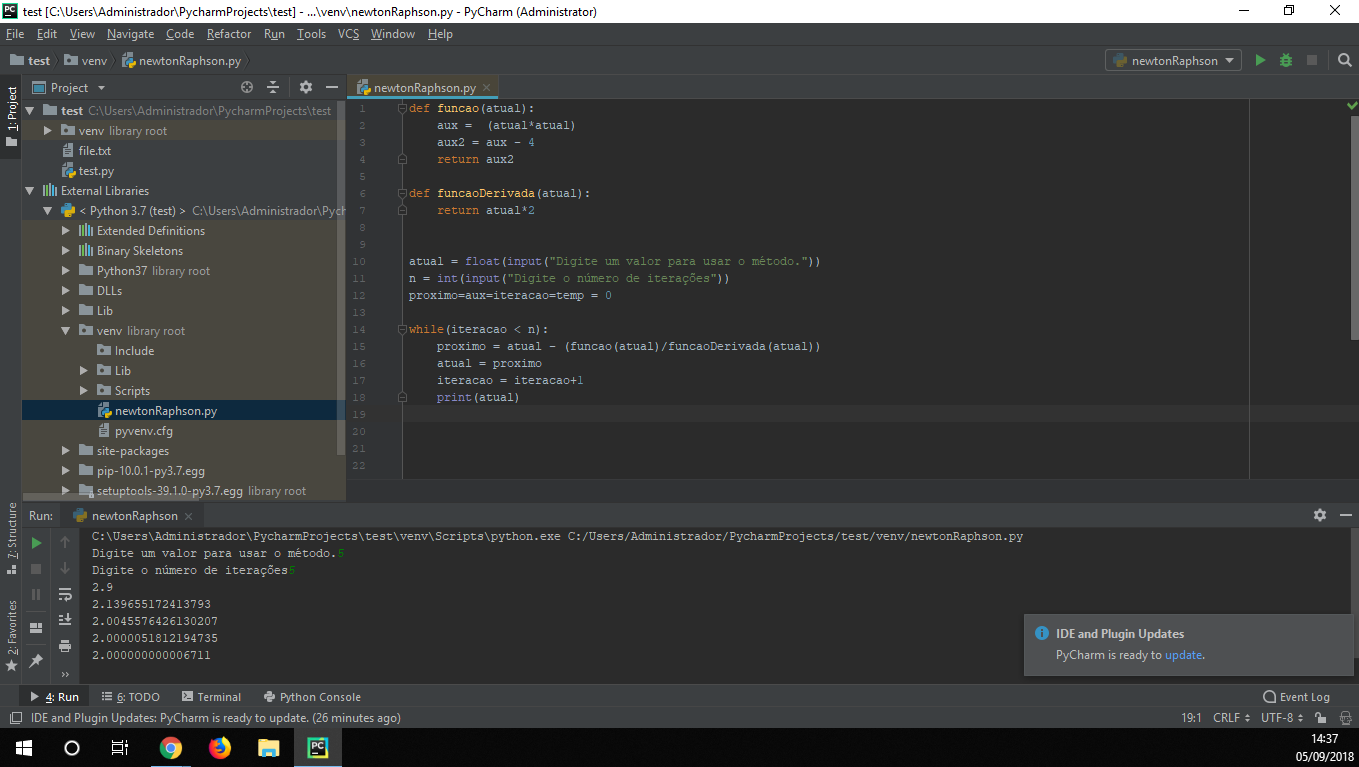 test [C:\Users\Administrador\PycharmProjects\test] - ...\venv\newtonRaphson.py - PyCharm (Administrator)
File Edit View Navigate Code Refactor Run Tools VCS Window Help
test venv newtonRaphson.py newtonRaphson
1: Project
Project
newtonRaphson.py
test C:\Users\Administrador\PycharmProjects\test
venv library root
file.txt
test.py
External Libraries
< Python 3.7 (test) > C:\Users\Administrador\Pych
Extended Definitions
Binary Skeletons
Python37 library root
DLLs
Lib
venv library root
Include
Lib
Scripts
newtonRaphson.py
pyvenv.cfg
site-packages
pip-10.0.1-py3.7.egg
setuptools-39.1.0-py3.7.egg library root
1 def funcao(atual):
2 aux =  (atual*atual)
3 aux2 = aux - 4
4 return aux2
5
6 def funcaoDerivada(atual):
7 return atual*2
8
9
10 atual = float(input("Digite um valor para usar o método."))
11 n = int(input("Digite o número de iterações"))
12 proximo=aux=iteracao=temp = 0
13
14 while(iteracao < n):
15 proximo = atual - (funcao(atual)/funcaoDerivada(atual))
16 atual = proximo
17 iteracao = iteracao+1
18 print(atual)
19
20
21
22
7: Structure
2: Favorites
Run: newtonRaphson
C:\Users\Administrador\PycharmProjects\test\venv\Scripts\python.exe C:/Users/Administrador/PycharmProjects/test/venv/newtonRaphson.py
Digite um valor para usar o método.5
Digite o número de iterações5
2.9
2.139655172413793
2.0045576426130207
2.0000051812194735
2.000000000006711
IDE and Plugin Updates
PyCharm is ready to update.
4: Run 6: TODO Terminal Python Console Event Log
IDE and Plugin Updates: PyCharm is ready to update. (26 minutes ago) 19:1 CRLF UTF-8
14:37
05/09/2018